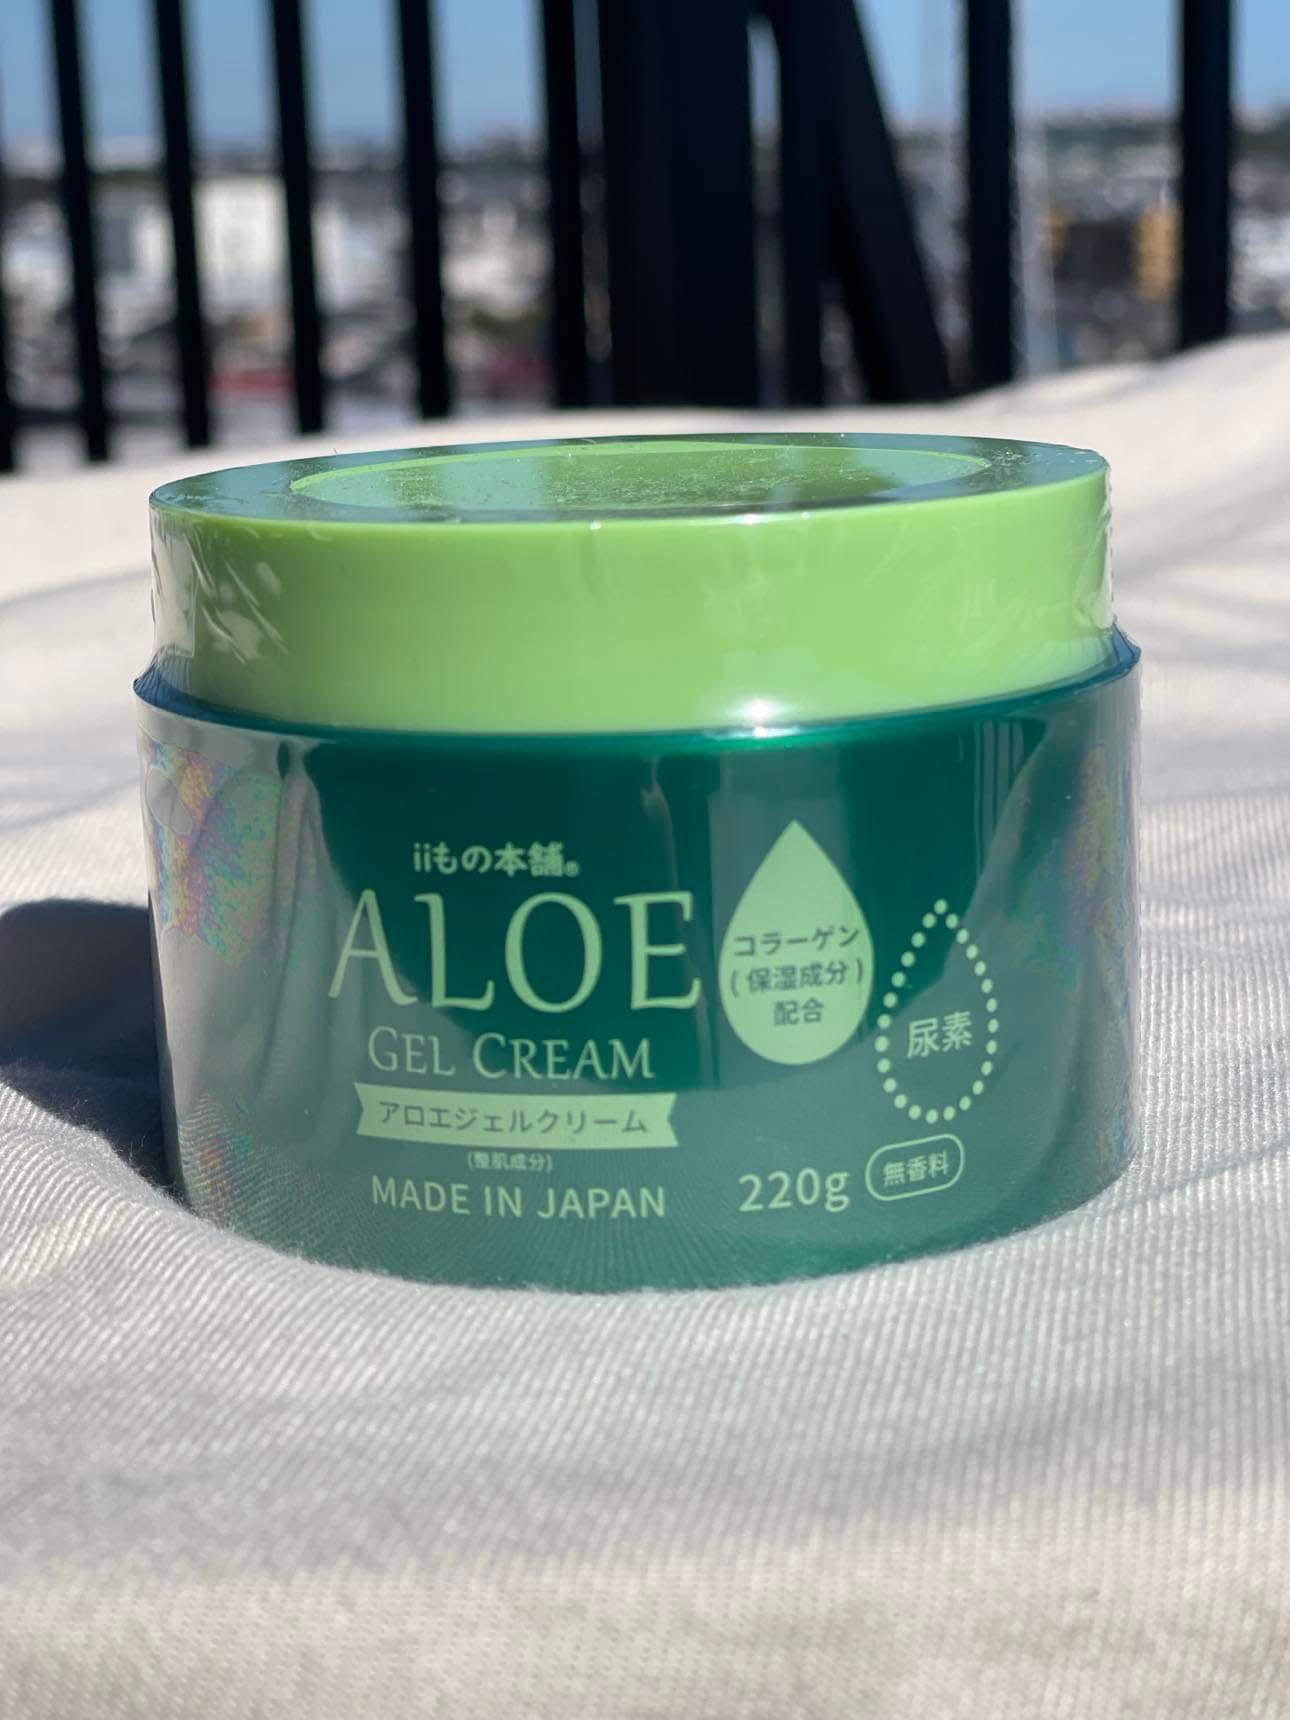 iiもの本舗®
ALOE
GEL CREAM
アロエジェルクリーム
(整肌成分)
MADE IN JAPAN
コラーゲン
(保湿成分)
配合
尿素
220g
無香料